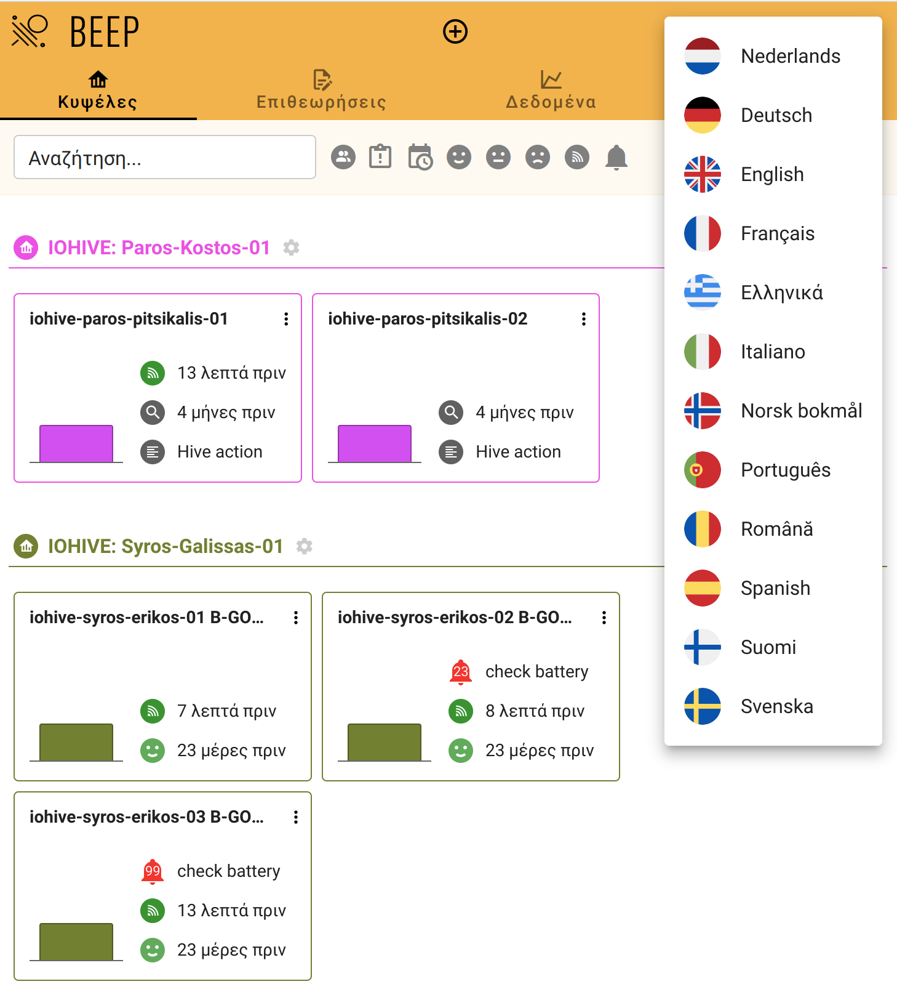 BEEP
Κυψέλες
Επιθεωρήσεις
Δεδομένα
Αναζήτηση...
IOHIVE: Paros-Kostos-01
iohive-paros-pitsikalis-01
13 λεπτά πριν
4 μήνες πριν
Hive action
iohive-paros-pitsikalis-02
4 μήνες πριν
Hive action
IOHIVE: Syros-Galissas-01
iohive-syros-erikos-01 B-GO...
7 λεπτά πριν
23 μέρες πριν
iohive-syros-erikos-02 B-GO...
23 check battery
8 λεπτά πριν
23 μέρες πριν
iohive-syros-erikos-03 B-GO...
99 check battery
13 λεπτά πριν
23 μέρες πριν
Nederlands
Deutsch
English
Français
Ελληνικά
Italiano
Norsk bokmål
Português
Română
Spanish
Suomi
Svenska